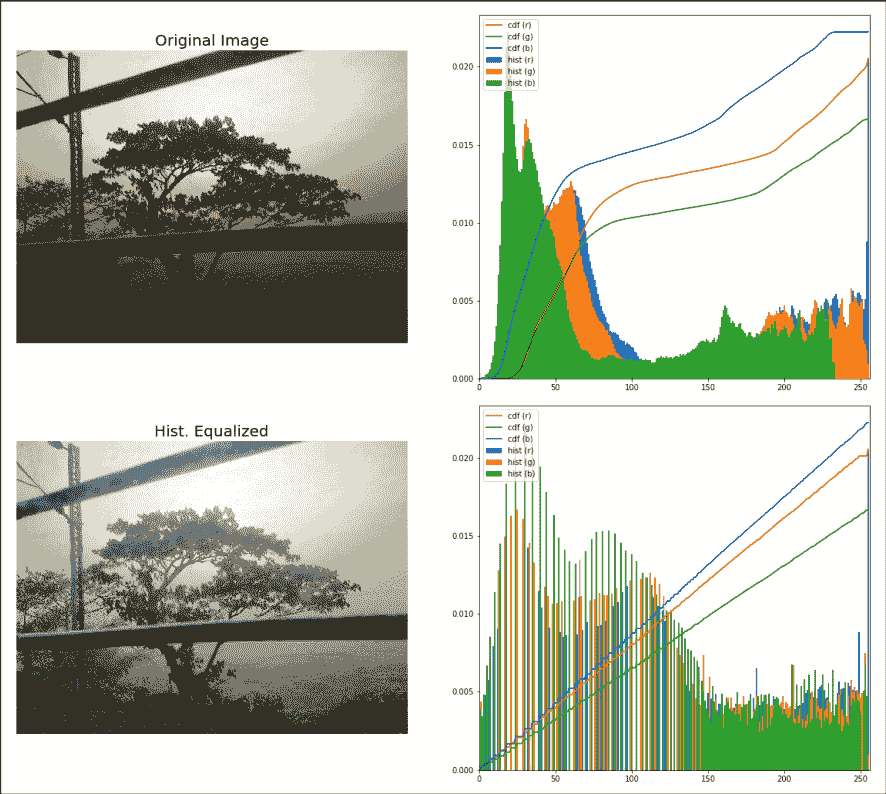 Original Image
cdf (r)
cdf (g)
cdf (b)
hist (r)
hist (g)
hist (b)
0.020
0.015
0.010
0.005
0.000
0 50 100 150 200 250
Hist. Equalized
cdf (r)
cdf (g)
cdf (b)
hist (r)
hist (g)
hist (b)
0.020
0.015
0.010
0.005
0.000
0 50 100 150 200 250